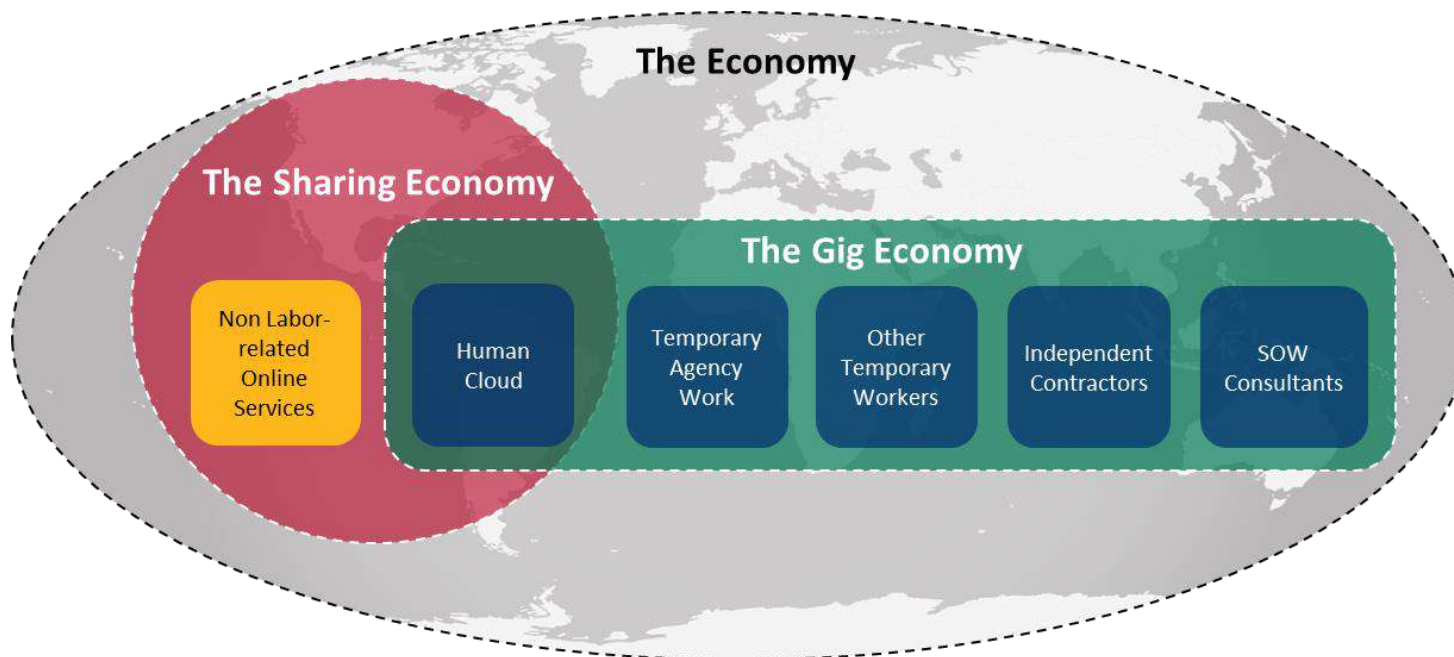 The Economy
The Sharing Economy
The Gig Economy
Non Labor-
related
Online
Services
Human
Cloud
Temporary
Agency
Work
Other
Temporary
Workers
Independent
Contractors
SOW
Consultants